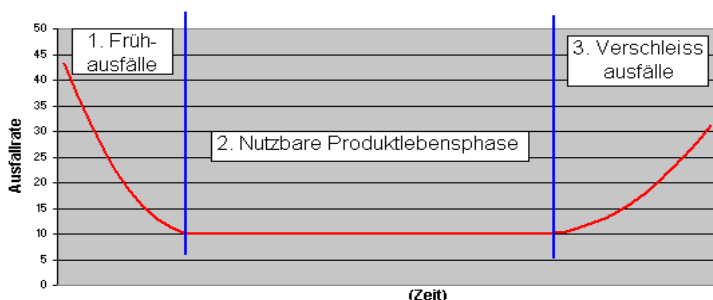 50
45
40
35
30
25
20
15
10
5
0
Ausfallrate
1. Früh-
ausfälle
2. Nutzbare Produktlebensphase
3. Verschleiss
ausfälle
(Zeit)